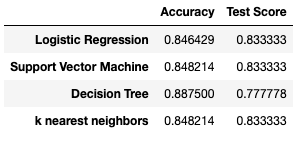 Accuracy Test Score
Logistic Regression 0.846429 0.833333
Support Vector Machine 0.848214 0.833333
Decision Tree 0.887500 0.777778
k nearest neighbors 0.848214 0.833333